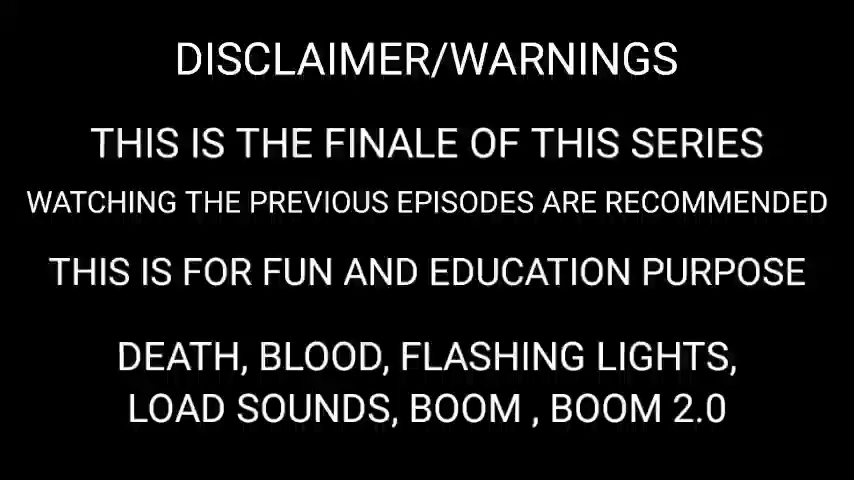 DISCLAIMER/WARNINGS
THIS IS THE FINALE OF THIS SERIES
WATCHING THE PREVIOUS EPISODES ARE RECOMMENDED
THIS IS FOR FUN AND EDUCATION PURPOSE
DEATH, BLOOD, FLASHING LIGHTS,
LOAD SOUNDS, BOOM , BOOM 2.0